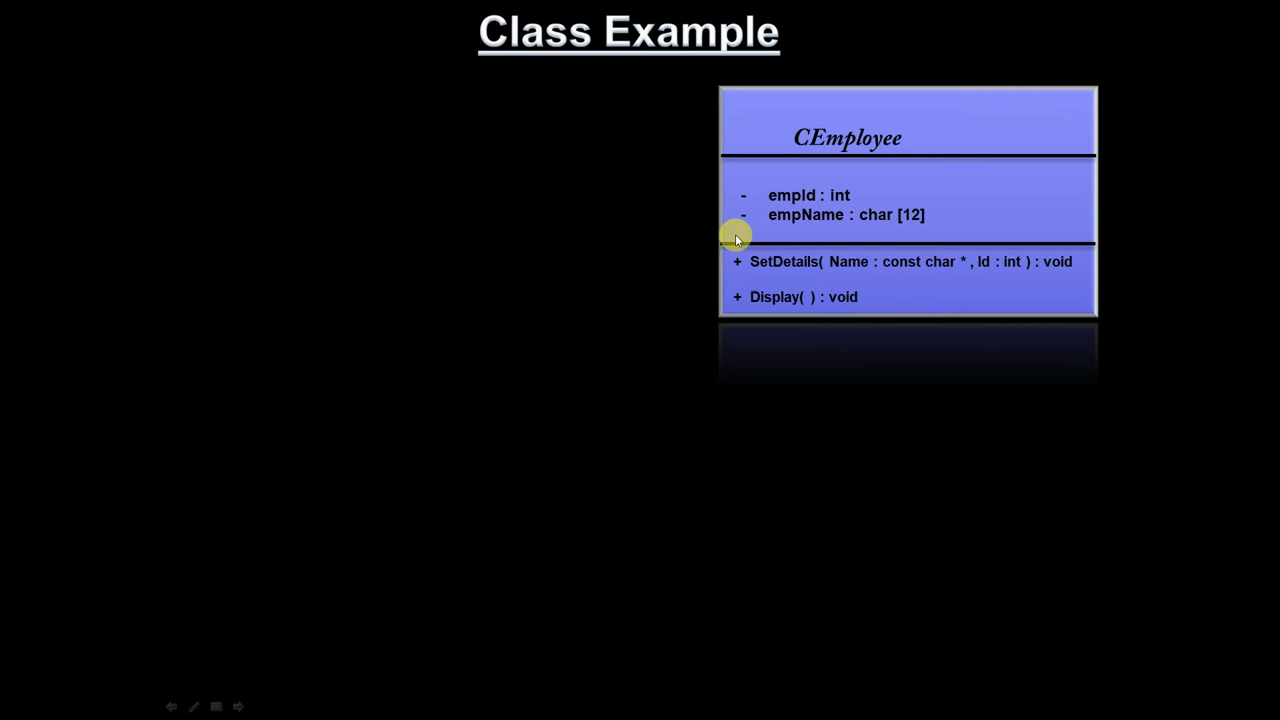 Class Example
CEmployee
- empId : int
- empName : char [12]
+ SetDetails( Name : const char * , Id : int ) : void
+ Display( ) : void